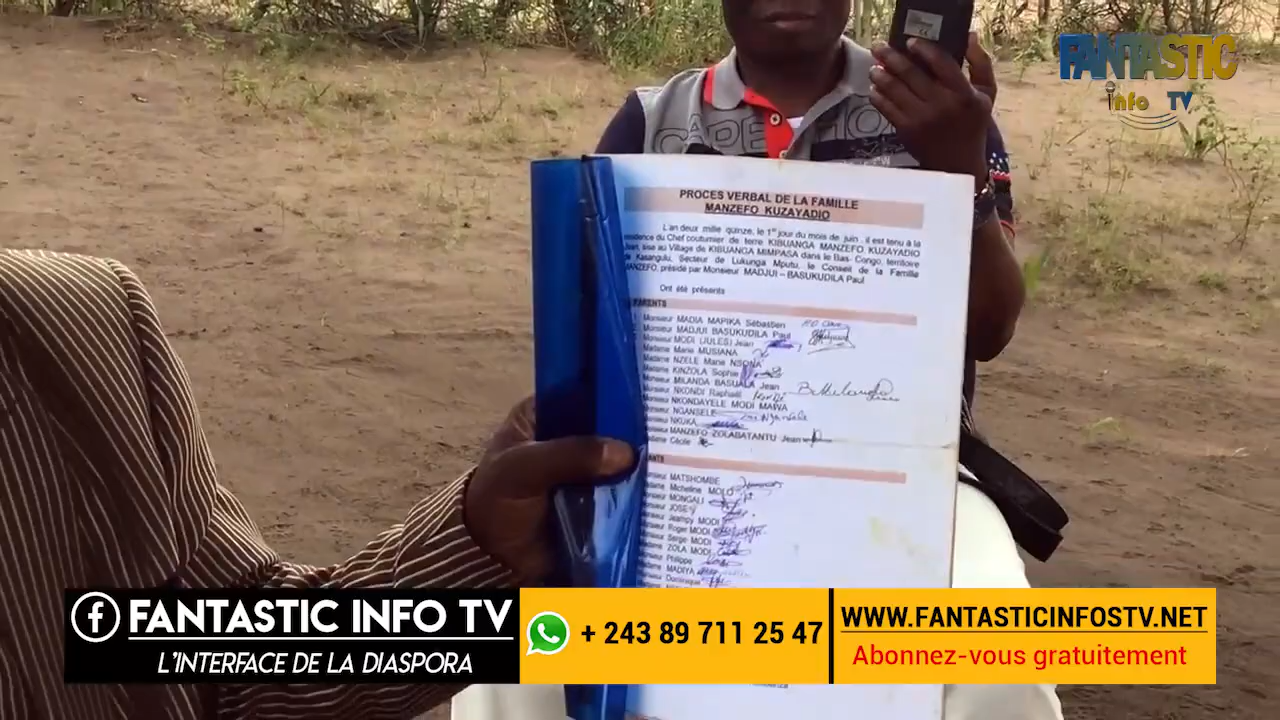 FANTASTIC
info TV
PROCES VERBAL DE LA FAMILLE
MANZEFO KUZAYADIO
L'an deux mille quinze, le 1er jour du mois de juin, il est tenu à la
résidence du Chef coutumier de terre KIBUANGA MANZEFO KUZAYADIO
Jean, sise au Village de KIBUANGA MIMPASA dans le Bas- Congo, territoire
de Kasangulu, Secteur de Lukunga Mputu, le Conseil de la Famille
MANZEFO, présidé par Monsieur MADJUI – BASUKUDILA Paul
Ont été présents
PARENTS
Monsieur MADIA MAPIKA Sébastien
Monsieur MADJUI BASUKUDILA Paul
Monsieur MODI (JULES) Jean
Madame Marie MUSIANA
Madame NZELE Marie NSONA
Madame KINZOLA Sophie
Monsieur MILANDA BASUALA Jean
Monsieur NKONDI Raphaël
Monsieur NKONDAYELE MODI MAIWA
Monsieur NGANSELE
Monsieur NKUKA
Monsieur MANZEFO ZOLABATANTU Jean
Madame Cécile
Monsieur MATSHOMBE
Madame Micheline MOLO
Monsieur MONGALI
Monsieur JOSE
Monsieur Jeampy MODI
Monsieur Roger MODI
Monsieur Serge MODI
Madame ZOLA MODI
Monsieur Philippe
Madame MADIYA
Monsieur Dominique
FANTASTIC INFO TV
L'INTERFACE DE LA DIASPORA
+ 243 89 711 25 47
WWW.FANTASTICINFOSTV.NET
Abonnez-vous gratuitement